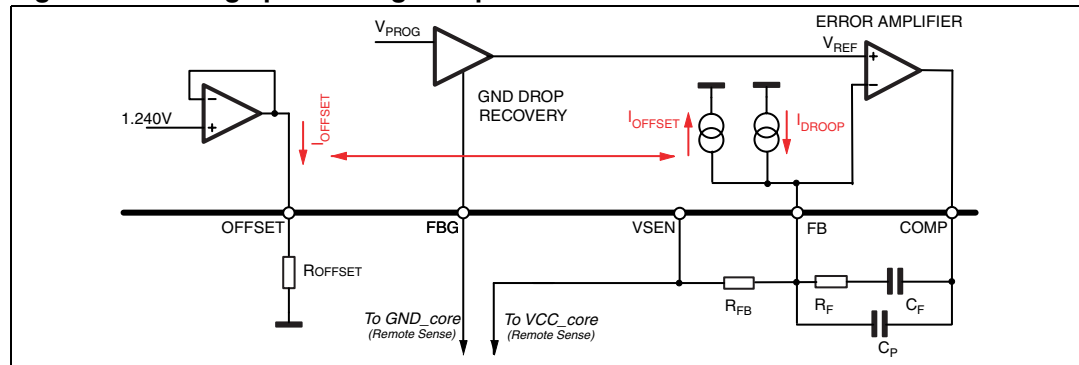 VPROG
ERROR AMPLIFIER
VREF
+
−
GND DROP
RECOVERY
−
+
1.240V
IOFFSET
IOFFSET
IDROOP
OFFSET
FBG
VSEN
FB
COMP
ROFFSET
RFB
RF
CF
CP
To GND_core
(Remote Sense)
To VCC_core
(Remote Sense)